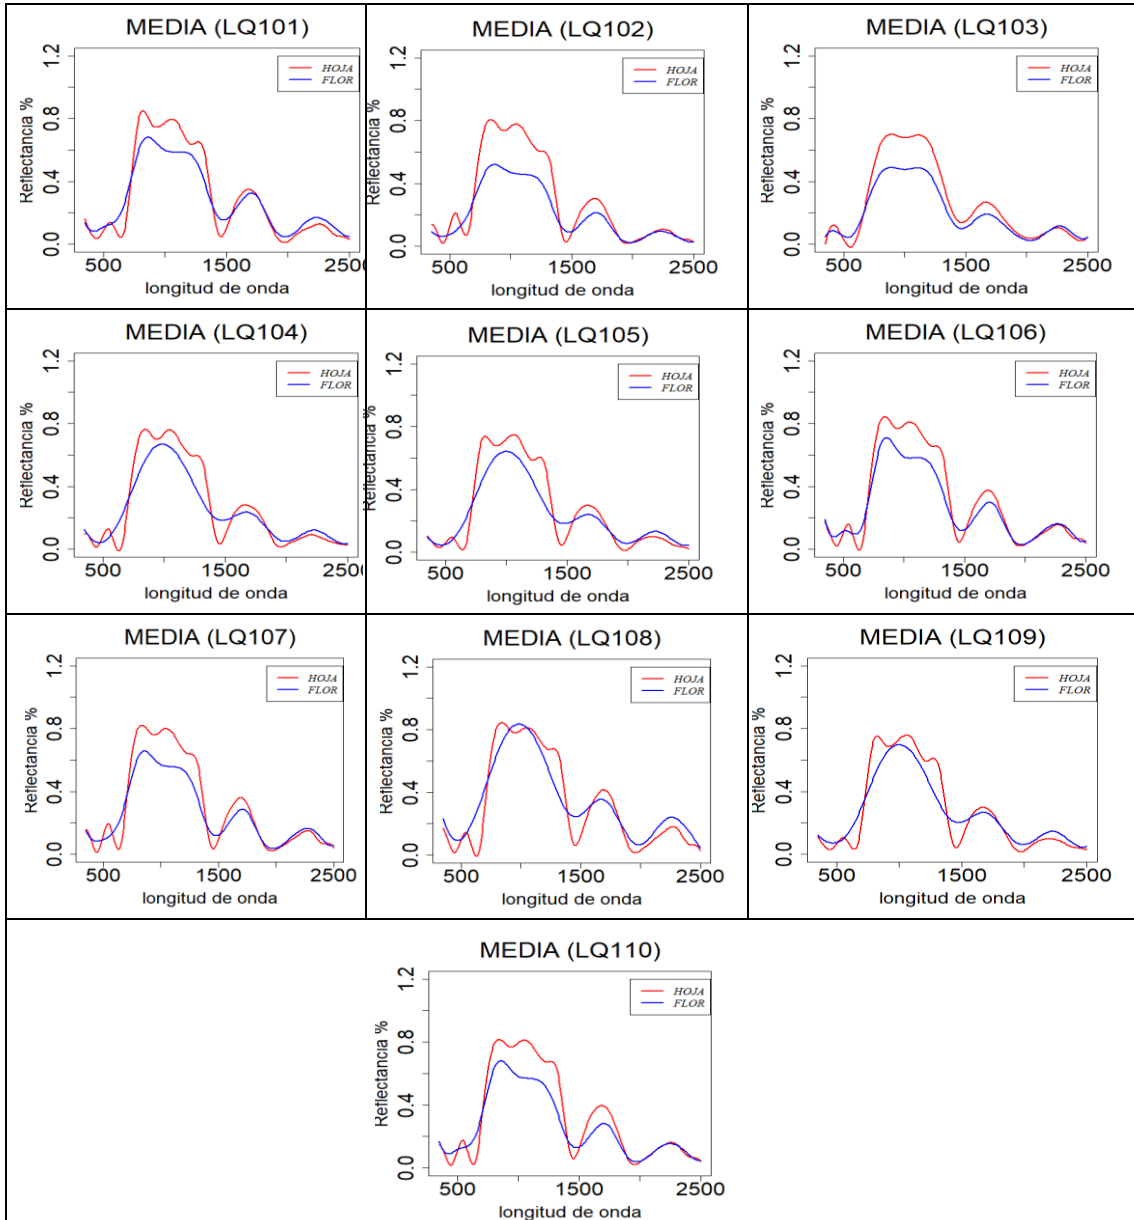 MEDIA (LQ101)
1.2
0.8
0.4
0.0
Reflectancia %
HOJA
FLOR
500 1500 2500
longitud de onda
MEDIA (LQ102)
1.2
0.8
0.4
0.0
Reflectancia %
HOJA
FLOR
500 1500 2500
longitud de onda
MEDIA (LQ103)
1.2
0.8
0.4
0.0
Reflectancia %
HOJA
FLOR
500 1500 2500
longitud de onda
MEDIA (LQ104)
1.2
0.8
0.4
0.0
Reflectancia %
HOJA
FLOR
500 1500 2500
longitud de onda
MEDIA (LQ105)
1.2
0.8
0.4
0.0
Reflectancia %
HOJA
FLOR
500 1500 2500
longitud de onda
MEDIA (LQ106)
1.2
0.8
0.4
0.0
Reflectancia %
HOJA
FLOR
500 1500 2500
longitud de onda
MEDIA (LQ107)
1.2
0.8
0.4
0.0
Reflectancia %
HOJA
FLOR
500 1500 2500
longitud de onda
MEDIA (LQ108)
1.2
0.8
0.4
0.0
Reflectancia %
HOJA
FLOR
500 1500 2500
longitud de onda
MEDIA (LQ109)
1.2
0.8
0.4
0.0
Reflectancia %
HOJA
FLOR
500 1500 2500
longitud de onda
MEDIA (LQ110)
1.2
0.8
0.4
0.0
Reflectancia %
HOJA
FLOR
500 1500 2500
longitud de onda